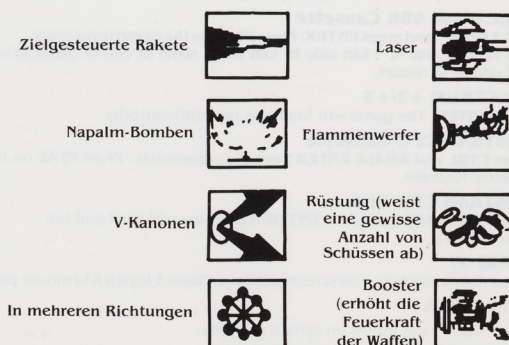 Zielgesteuerte Rakete
Laser
Napalm-Bomben
Flammenwerfer
V-Kanonen
Rüstung (weist
eine gewisse
Anzahl von
Schüssen ab)
In mehreren Richtungen
Booster
(erhöht die
Feuerkraft
der Waffen)